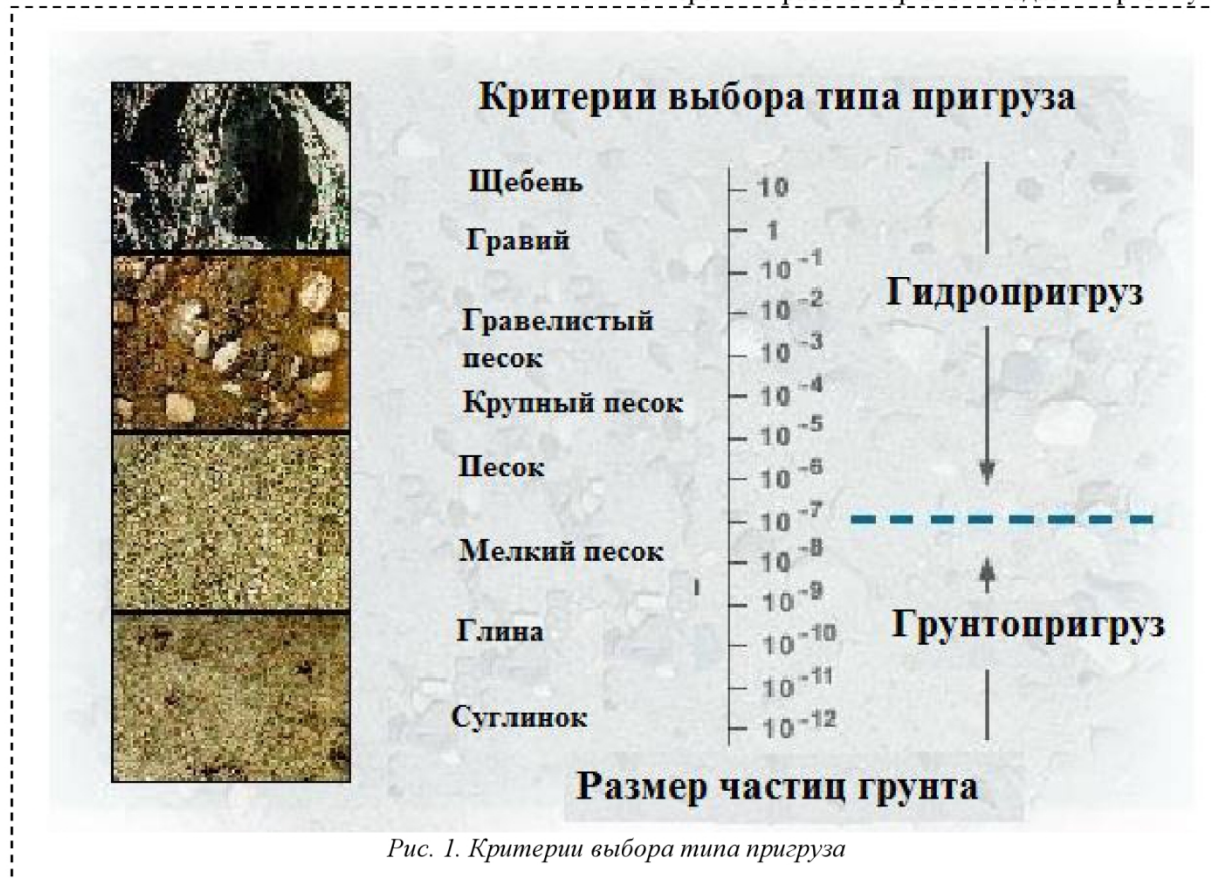 Критерии выбора типа пригруза
Щебень
10
Гравий
1
10⁻¹
Гидропригруз
10⁻²
Гравелистый
песок
10⁻³
Крупный песок
10⁻⁴
10⁻⁵
Песок
10⁻⁶
10⁻⁷
Мелкий песок
10⁻⁸
10⁻⁹
Грунтопригруз
Глина
10⁻¹⁰
10⁻¹¹
Суглинок
10⁻¹²
Размер частиц грунта
Рис. 1. Критерии выбора типа пригруза